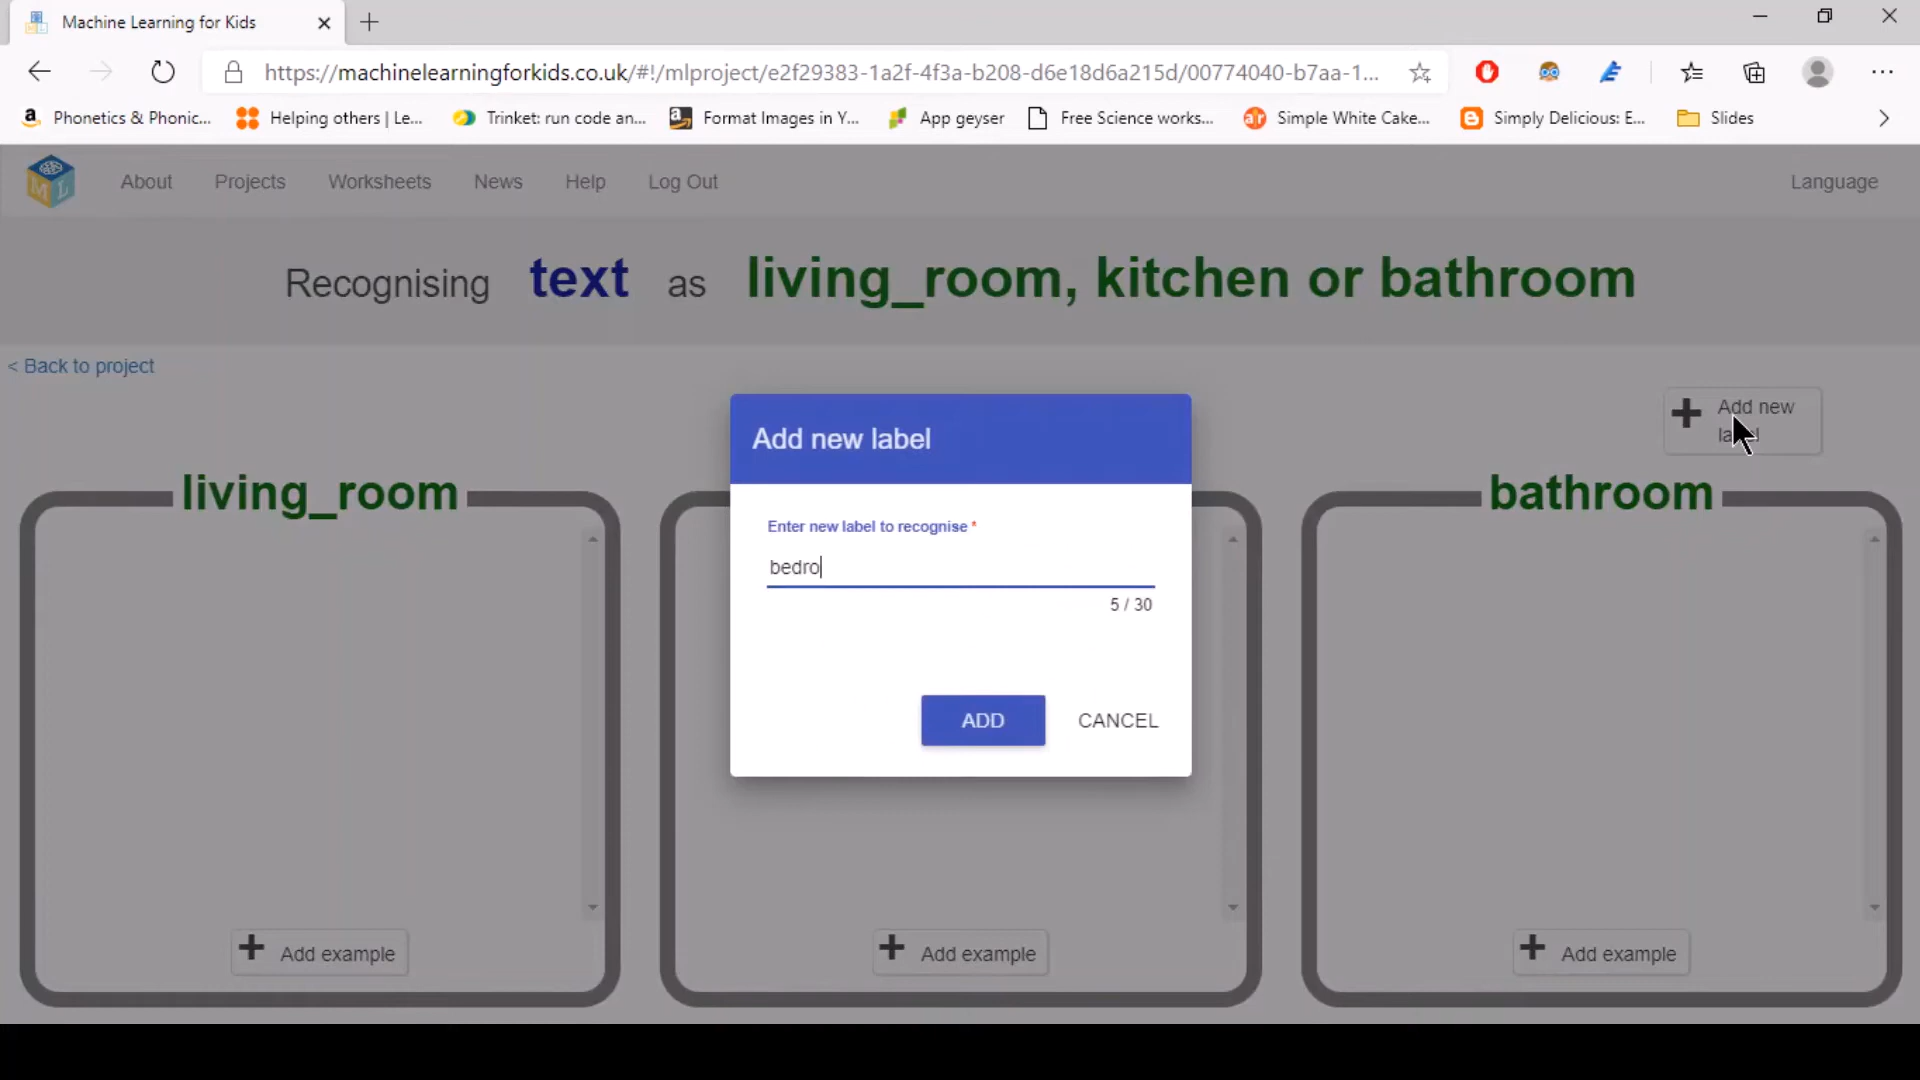 Machine Learning for Kids
https://machinelearningforkids.co.uk/#!/mlproject/e2f29383-1a2f-4f3a-b208-d6e18d6a215d/00774040-b7aa-1...
Phonetics & Phonic... Helping others | Le... Trinket: run code an... Format Images in Y... App geyser Free Science works... Simple White Cake... Simply Delicious: E... Slides
ML About Projects Worksheets News Help Log Out Language
Recognising text as living_room, kitchen or bathroom
< Back to project
Add new
label
Add new label
living_room
bathroom
Enter new label to recognise *
bedro
5 / 30
ADD CANCEL
Add example Add example Add example